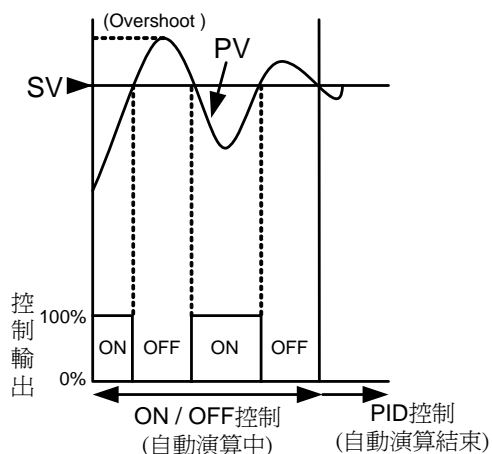 (Overshoot )
PV
SV
控制輸出
100%
ON
OFF
ON
OFF
0%
ON / OFF控制
(自動演算中)
PID控制
(自動演算結束)